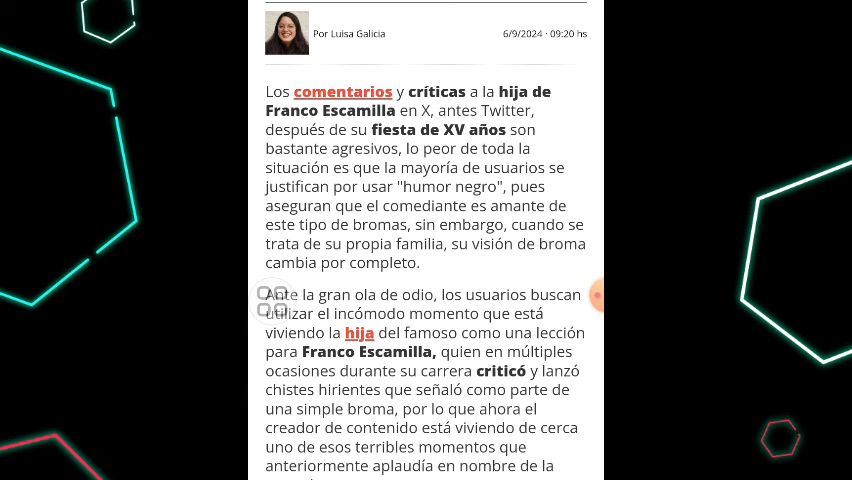 Por Luisa Galicia
6/9/2024 · 09:20 hs
Los comentarios y críticas a la hija de
Franco Escamilla en X, antes Twitter,
después de su fiesta de XV años son
bastante agresivos, lo peor de toda la
situación es que la mayoría de usuarios se
justifican por usar "humor negro", pues
aseguran que el comediante es amante de
este tipo de bromas, sin embargo, cuando se
trata de su propia familia, su visión de broma
cambia por completo.
Ante la gran ola de odio, los usuarios buscan
utilizar el incómodo momento que está
viviendo la hija del famoso como una lección
para Franco Escamilla, quien en múltiples
ocasiones durante su carrera criticó y lanzó
chistes hirientes que señaló como parte de
una simple broma, por lo que ahora el
creador de contenido está viviendo de cerca
uno de esos terribles momentos que
anteriormente aplaudía en nombre de la